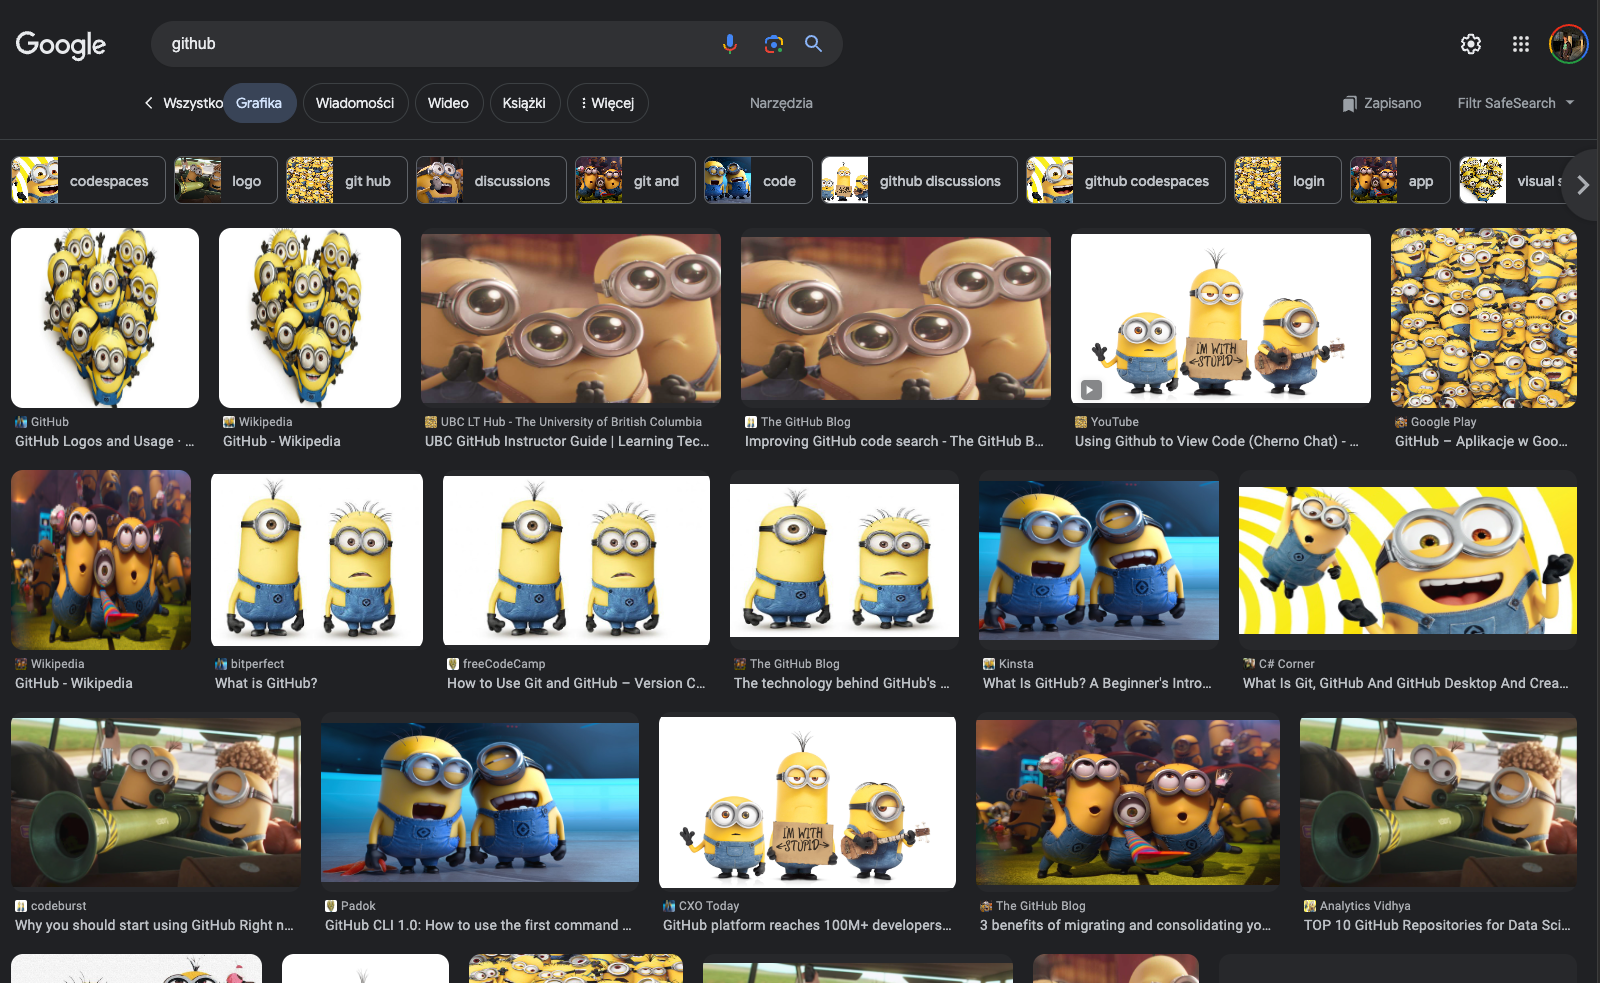 Google
github
Wszystko Grafika Wiadomości Wideo Książki Więcej Narzędzia Zapisano Filtr SafeSearch
codespaces logo git hub discussions git and code github discussions github codespaces login app visual s
I'M WITH
STUPID
GitHub
GitHub Logos and Usage · ...
Wikipedia
GitHub - Wikipedia
UBC LT Hub - The University of British Columbia
UBC GitHub Instructor Guide | Learning Tec...
The GitHub Blog
Improving GitHub code search - The GitHub B...
YouTube
Using Github to View Code (Cherno Chat) - ...
Google Play
GitHub – Aplikacje w Goo...
Wikipedia
GitHub - Wikipedia
bitperfect
What is GitHub?
freeCodeCamp
How to Use Git and GitHub – Version C...
The GitHub Blog
The technology behind GitHub's ...
Kinsta
What Is GitHub? A Beginner's Intro...
C# Corner
What Is Git, GitHub And GitHub Desktop And Crea...
I'M WITH
STUPID
codeburst
Why you should start using GitHub Right n...
Padok
GitHub CLI 1.0: How to use the first command ...
CXO Today
GitHub platform reaches 100M+ developers...
The GitHub Blog
3 benefits of migrating and consolidating yo...
Analytics Vidhya
TOP 10 GitHub Repositories for Data Sci...